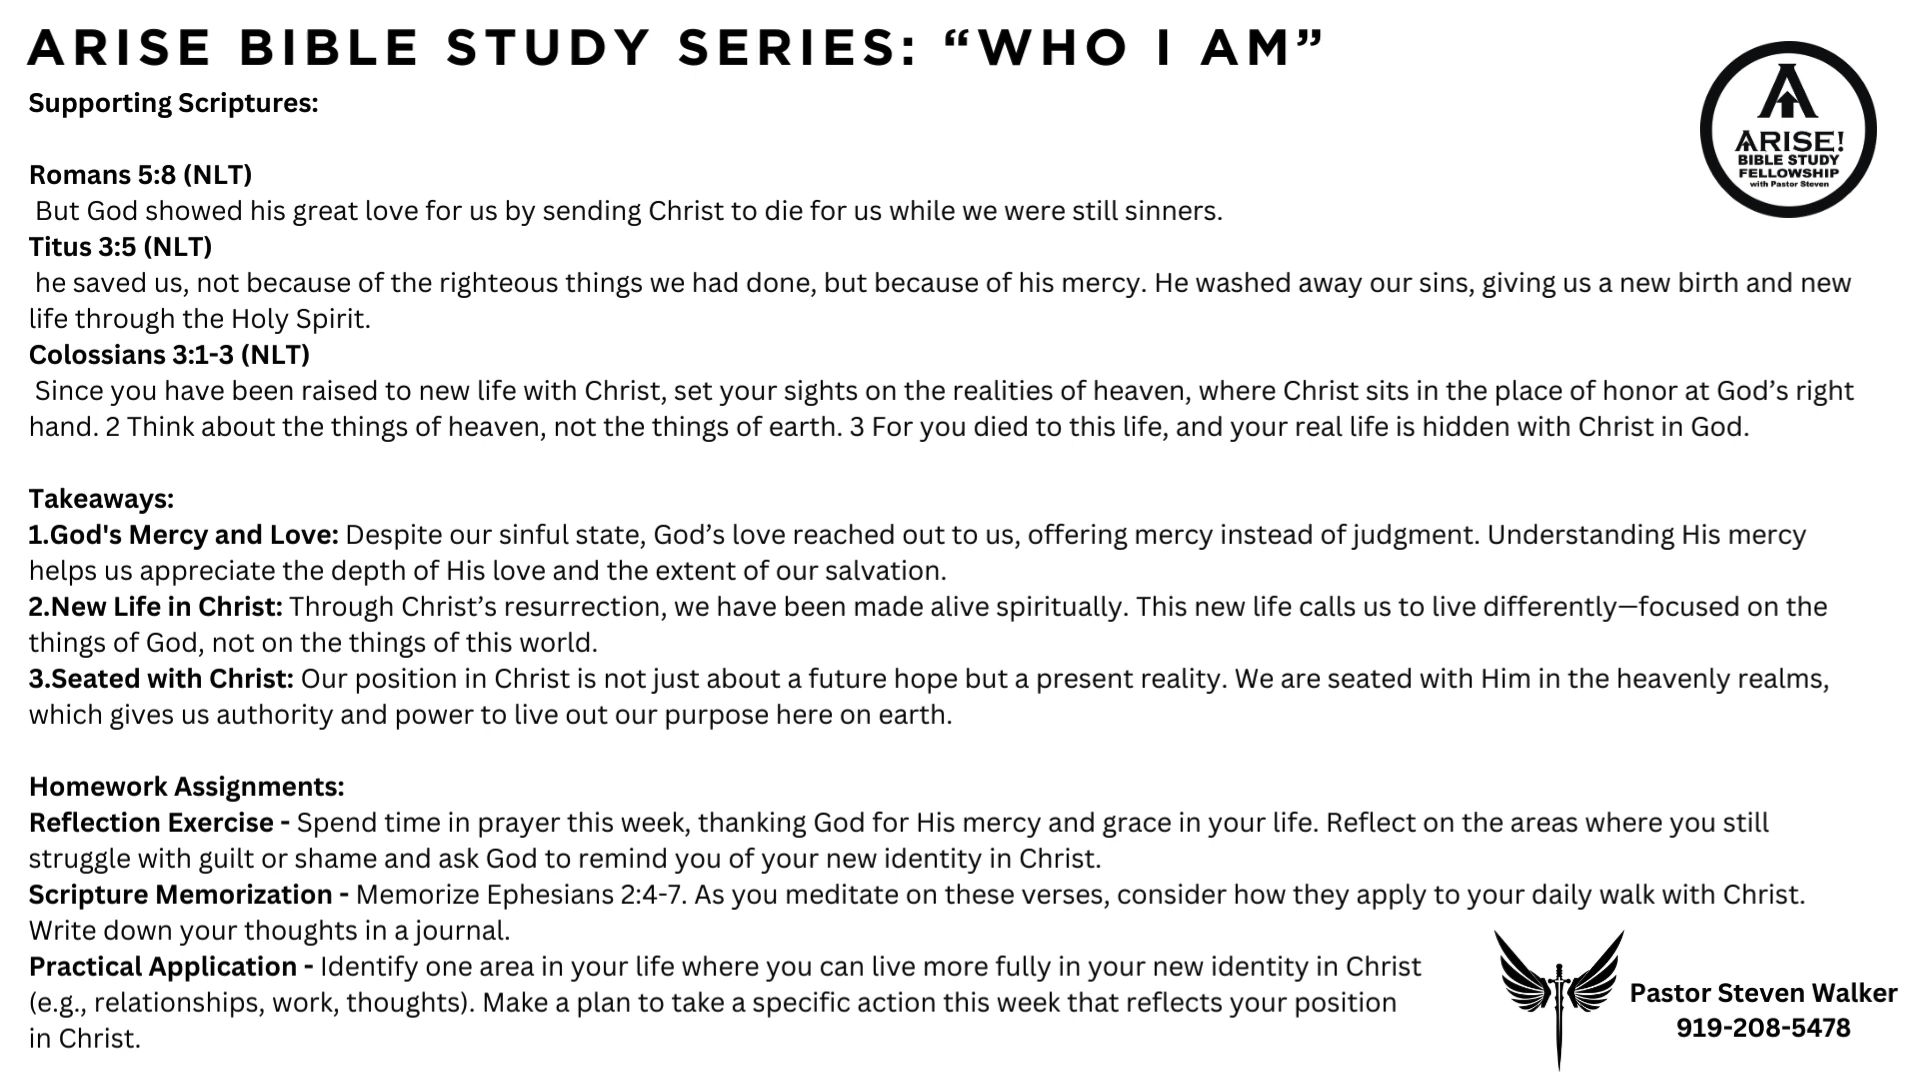 ARISE BIBLE STUDY SERIES: “WHO I AM”
Supporting Scriptures:
Romans 5:8 (NLT)
But God showed his great love for us by sending Christ to die for us while we were still sinners.
Titus 3:5 (NLT)
he saved us, not because of the righteous things we had done, but because of his mercy. He washed away our sins, giving us a new birth and new
life through the Holy Spirit.
Colossians 3:1-3 (NLT)
Since you have been raised to new life with Christ, set your sights on the realities of heaven, where Christ sits in the place of honor at God’s right
hand. 2 Think about the things of heaven, not the things of earth. 3 For you died to this life, and your real life is hidden with Christ in God.
Takeaways:
1.God's Mercy and Love: Despite our sinful state, God’s love reached out to us, offering mercy instead of judgment. Understanding His mercy
helps us appreciate the depth of His love and the extent of our salvation.
2.New Life in Christ: Through Christ’s resurrection, we have been made alive spiritually. This new life calls us to live differently—focused on the
things of God, not on the things of this world.
3.Seated with Christ: Our position in Christ is not just about a future hope but a present reality. We are seated with Him in the heavenly realms,
which gives us authority and power to live out our purpose here on earth.
Homework Assignments:
Reflection Exercise - Spend time in prayer this week, thanking God for His mercy and grace in your life. Reflect on the areas where you still
struggle with guilt or shame and ask God to remind you of your new identity in Christ.
Scripture Memorization - Memorize Ephesians 2:4-7. As you meditate on these verses, consider how they apply to your daily walk with Christ.
Write down your thoughts in a journal.
Practical Application - Identify one area in your life where you can live more fully in your new identity in Christ
(e.g., relationships, work, thoughts). Make a plan to take a specific action this week that reflects your position
in Christ.
A
ARISE!
BIBLE STUDY
FELLOWSHIP
with Pastor Steven
Pastor Steven Walker
919-208-5478